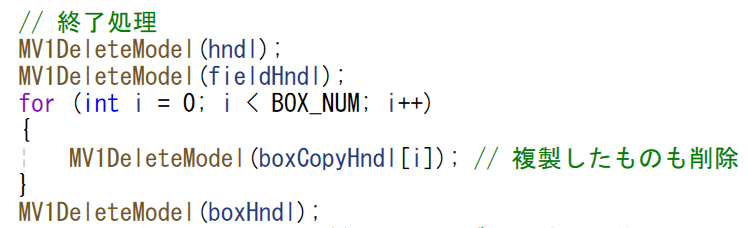 // 終了処理
MV1DeleteModel(hndl);
MV1DeleteModel(fieldHndl);
for (int i = 0; i < BOX_NUM; i++)
{
MV1DeleteModel(boxCopyHndl[i]); // 複製したものも削除
}
MV1DeleteModel(boxHndl);